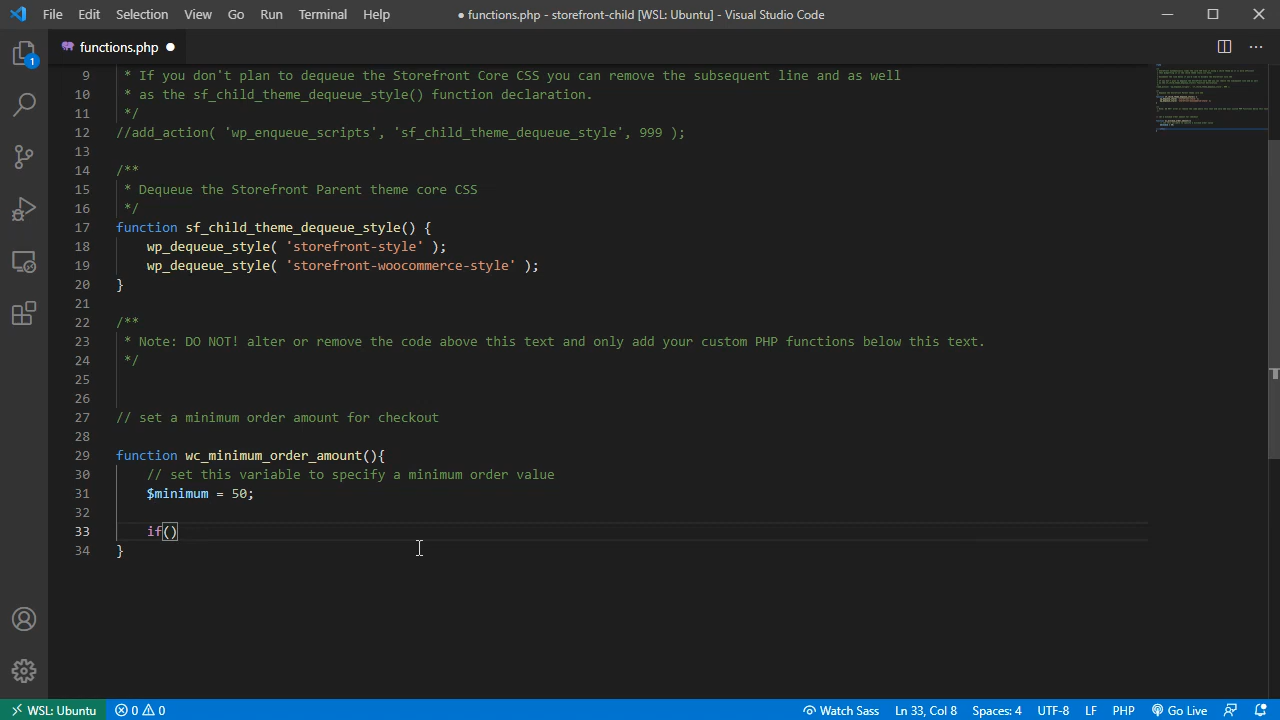 File Edit Selection View Go Run Terminal Help ● functions.php - storefront-child [WSL: Ubuntu] - Visual Studio Code
functions.php ●
1
9 * If you don't plan to dequeue the Storefront Core CSS you can remove the subsequent line and as well
10 * as the sf_child_theme_dequeue_style() function declaration.
11 */
12 //add_action( 'wp_enqueue_scripts', 'sf_child_theme_dequeue_style', 999 );
13
14 /**
15 * Dequeue the Storefront Parent theme core CSS
16 */
17 function sf_child_theme_dequeue_style() {
18 wp_dequeue_style( 'storefront-style' );
19 wp_dequeue_style( 'storefront-woocommerce-style' );
20 }
21
22 /**
23 * Note: DO NOT! alter or remove the code above this text and only add your custom PHP functions below this text.
24 */
25
26
27 // set a minimum order amount for checkout
28
29 function wc_minimum_order_amount(){
30 // set this variable to specify a minimum order value
31 $minimum = 50;
32
33 if()
34 }
WSL: Ubuntu 0 0 Watch Sass Ln 33, Col 8 Spaces: 4 UTF-8 LF PHP Go Live